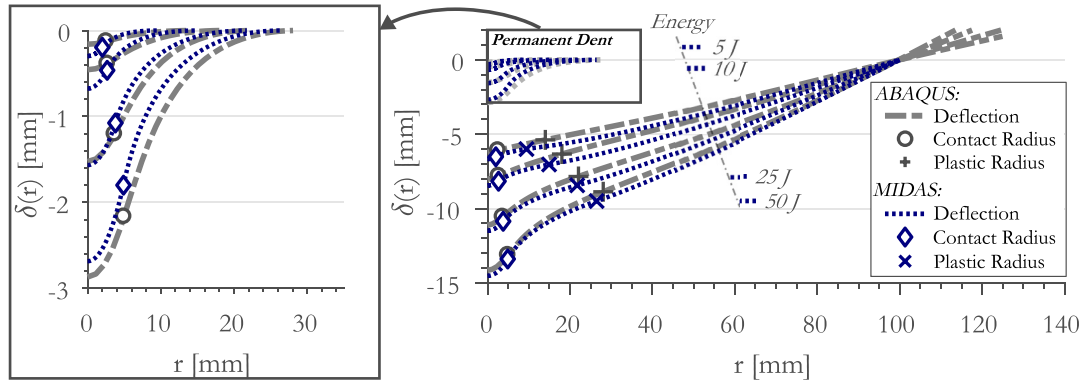 0
-1
-2
-3
δ(r) [mm]
0 10 20 30
r [mm]
Permanent Dent
Energy
5 J
10 J
25 J
50 J
0
-5
-10
-15
δ(r) [mm]
0 20 40 60 80 100 120 140
r [mm]
ABAQUS:
Deflection
Contact Radius
Plastic Radius
MIDAS:
Deflection
Contact Radius
Plastic Radius